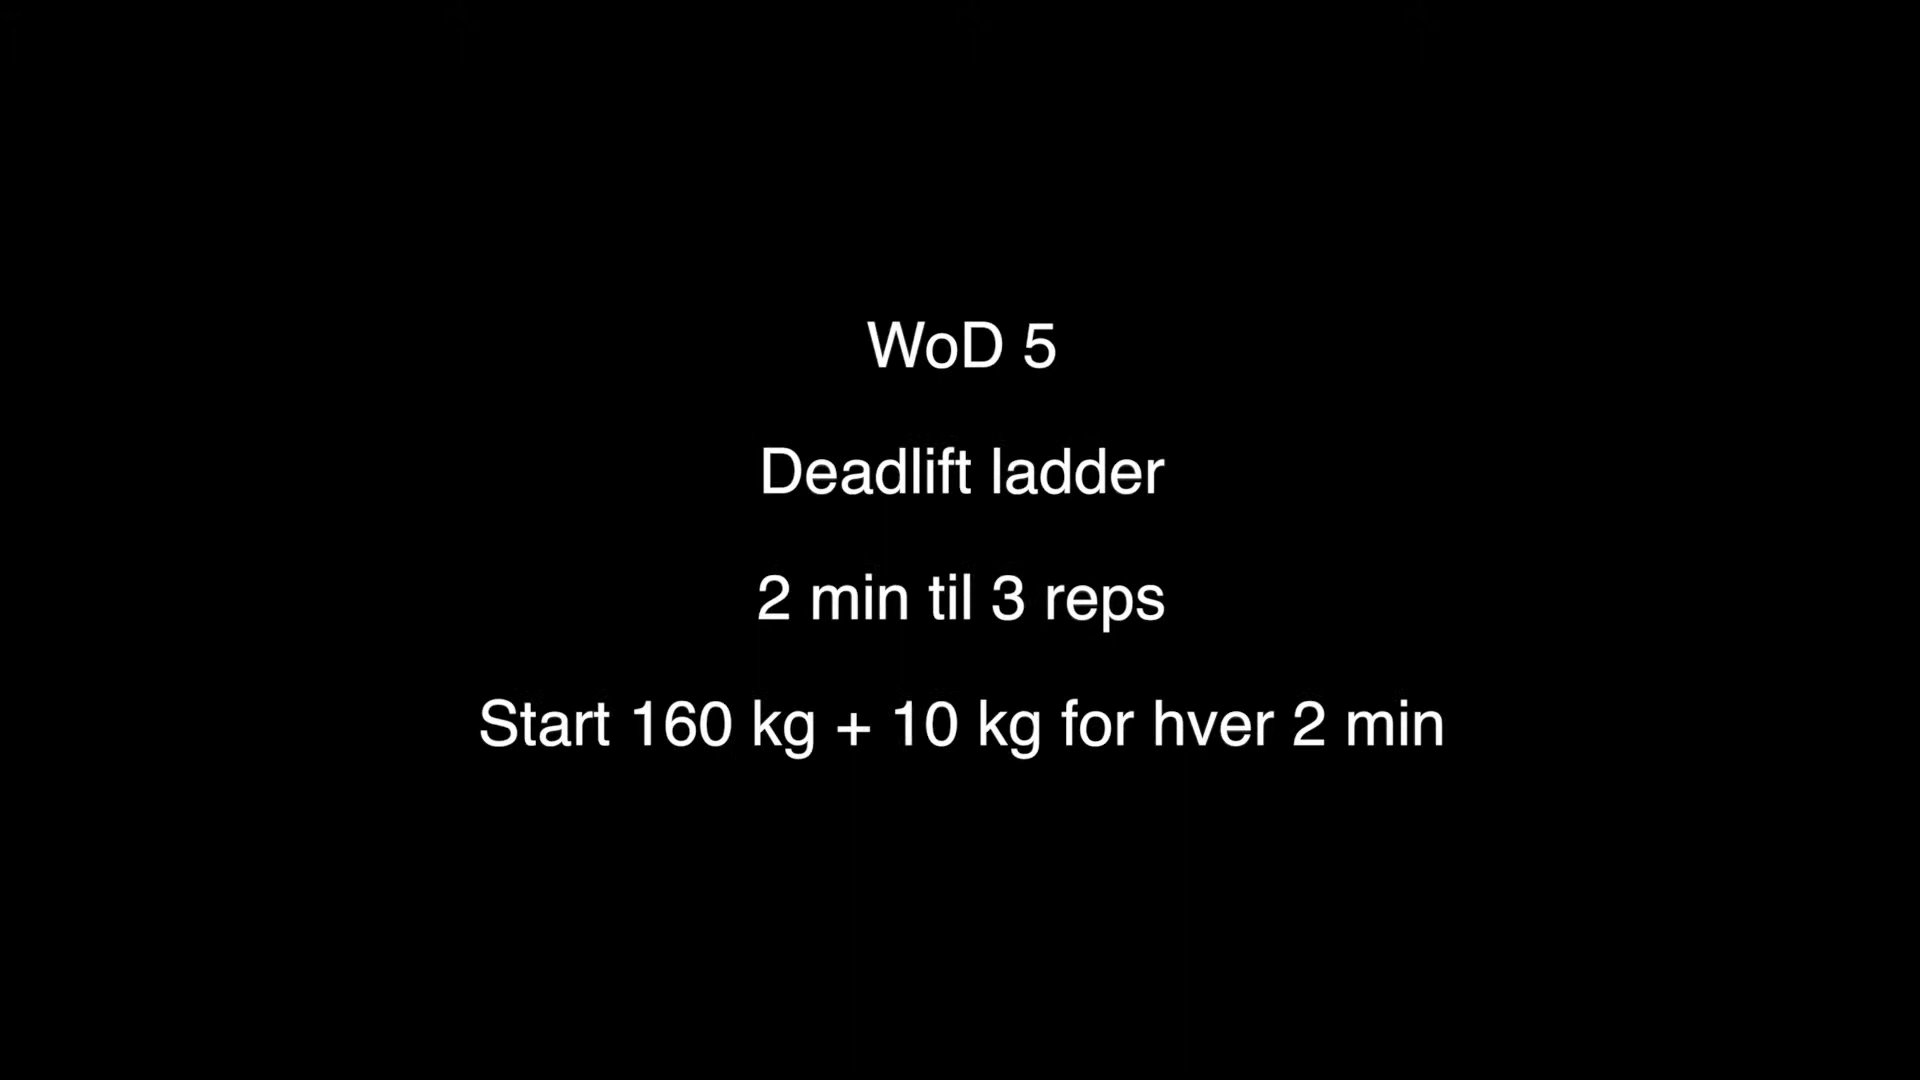 WoD 5
Deadlift ladder
2 min til 3 reps
Start 160 kg + 10 kg for hver 2 min